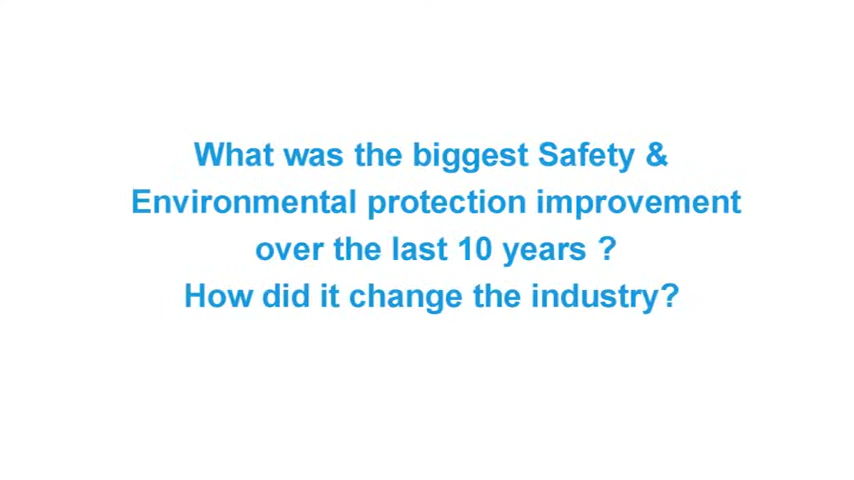 What was the biggest Safety &
Environmental protection improvement
over the last 10 years ?
How did it change the industry?